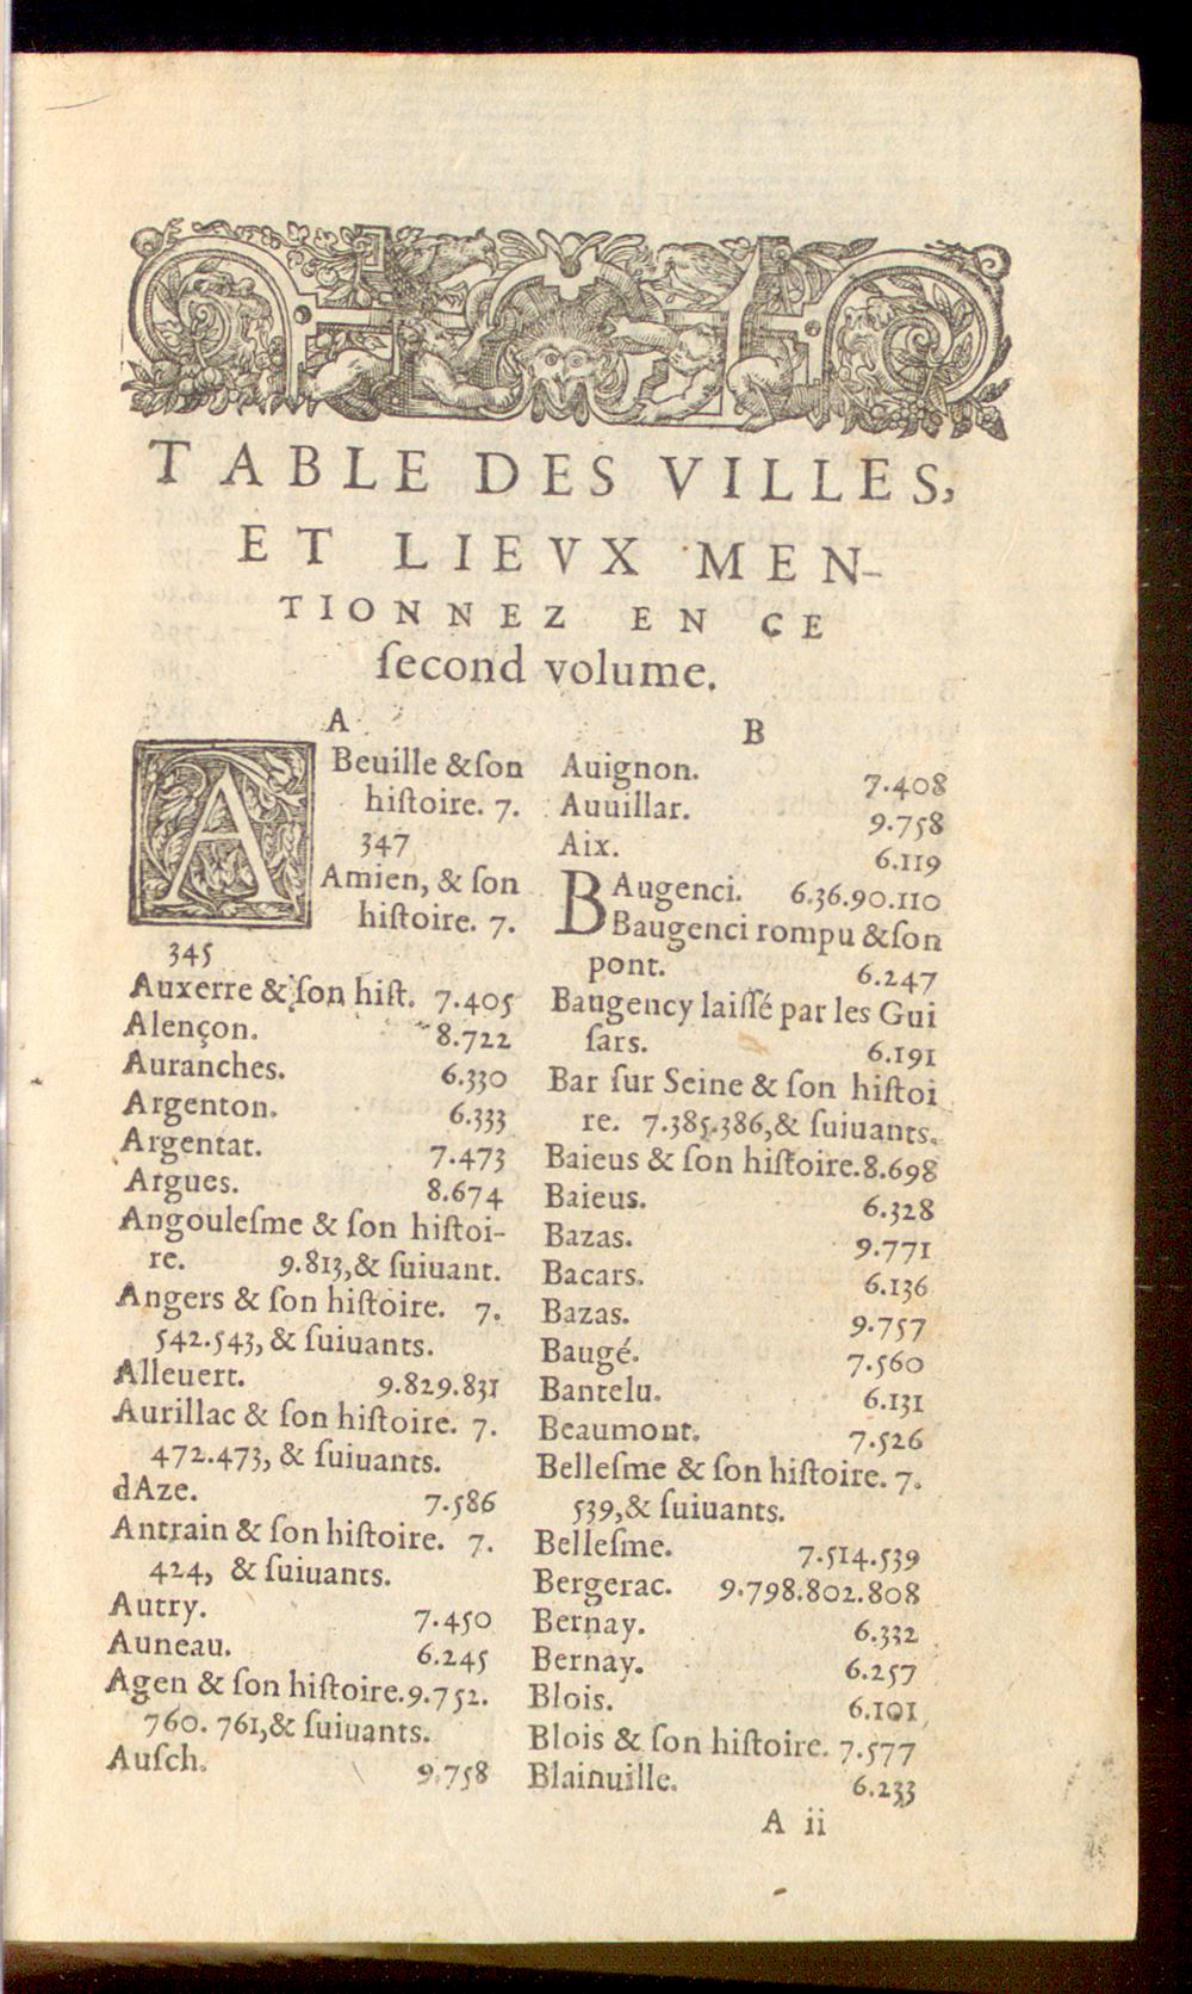 TABLE DES VILLES,
ET LIEVX MEN-
TIONNEZ EN CE
ſecond volume.
A
ABeuille & ſon
hiſtoire. 7.
347
Amien, & ſon
hiſtoire. 7.
345
Auxerre & ſon hiſt. 7.405
Alençon. 8.722
Auranches. 6.330
Argenton. 6.333
Argentat. 7.473
Argues. 8.674
Angouleſme & ſon hiſtoi-
re. 9.813,& ſuiuant.
Angers & ſon hiſtoire. 7.
542.543, & ſuiuants.
Alleuert. 9.829.831
Aurillac & ſon hiſtoire. 7.
472.473, & ſuiuants.
dAze. 7.586
Antrain & ſon hiſtoire. 7.
424, & ſuiuants.
Autry. 7.450
Auneau. 6.245
Agen & ſon hiſtoire.9.752.
760. 761,& ſuiuants.
Auſch. 9.758
B
Auignon. 7.408
Auuillar. 9.758
Aix. 6.119
BAugenci. 6.36.90.110
Baugenci rompu & ſon
pont. 6.247
Baugency laiſſé par les Gui
ſars. 6.191
Bar ſur Seine & ſon hiſtoi
re. 7.385.386,& ſuiuants.
Baieus & ſon hiſtoire.8.698
Baieus. 6.328
Bazas. 9.771
Bacars. 6.136
Bazas. 9.757
Baugé. 7.560
Bantelu. 6.131
Beaumont. 7.526
Belleſme & ſon hiſtoire. 7.
539,& ſuiuants.
Belleſme. 7.514.539
Bergerac. 9.798.802.808
Bernay. 6.332
Bernay. 6.257
Blois. 6.101
Blois & ſon hiſtoire. 7.577
Blainuille. 6.233
A ii